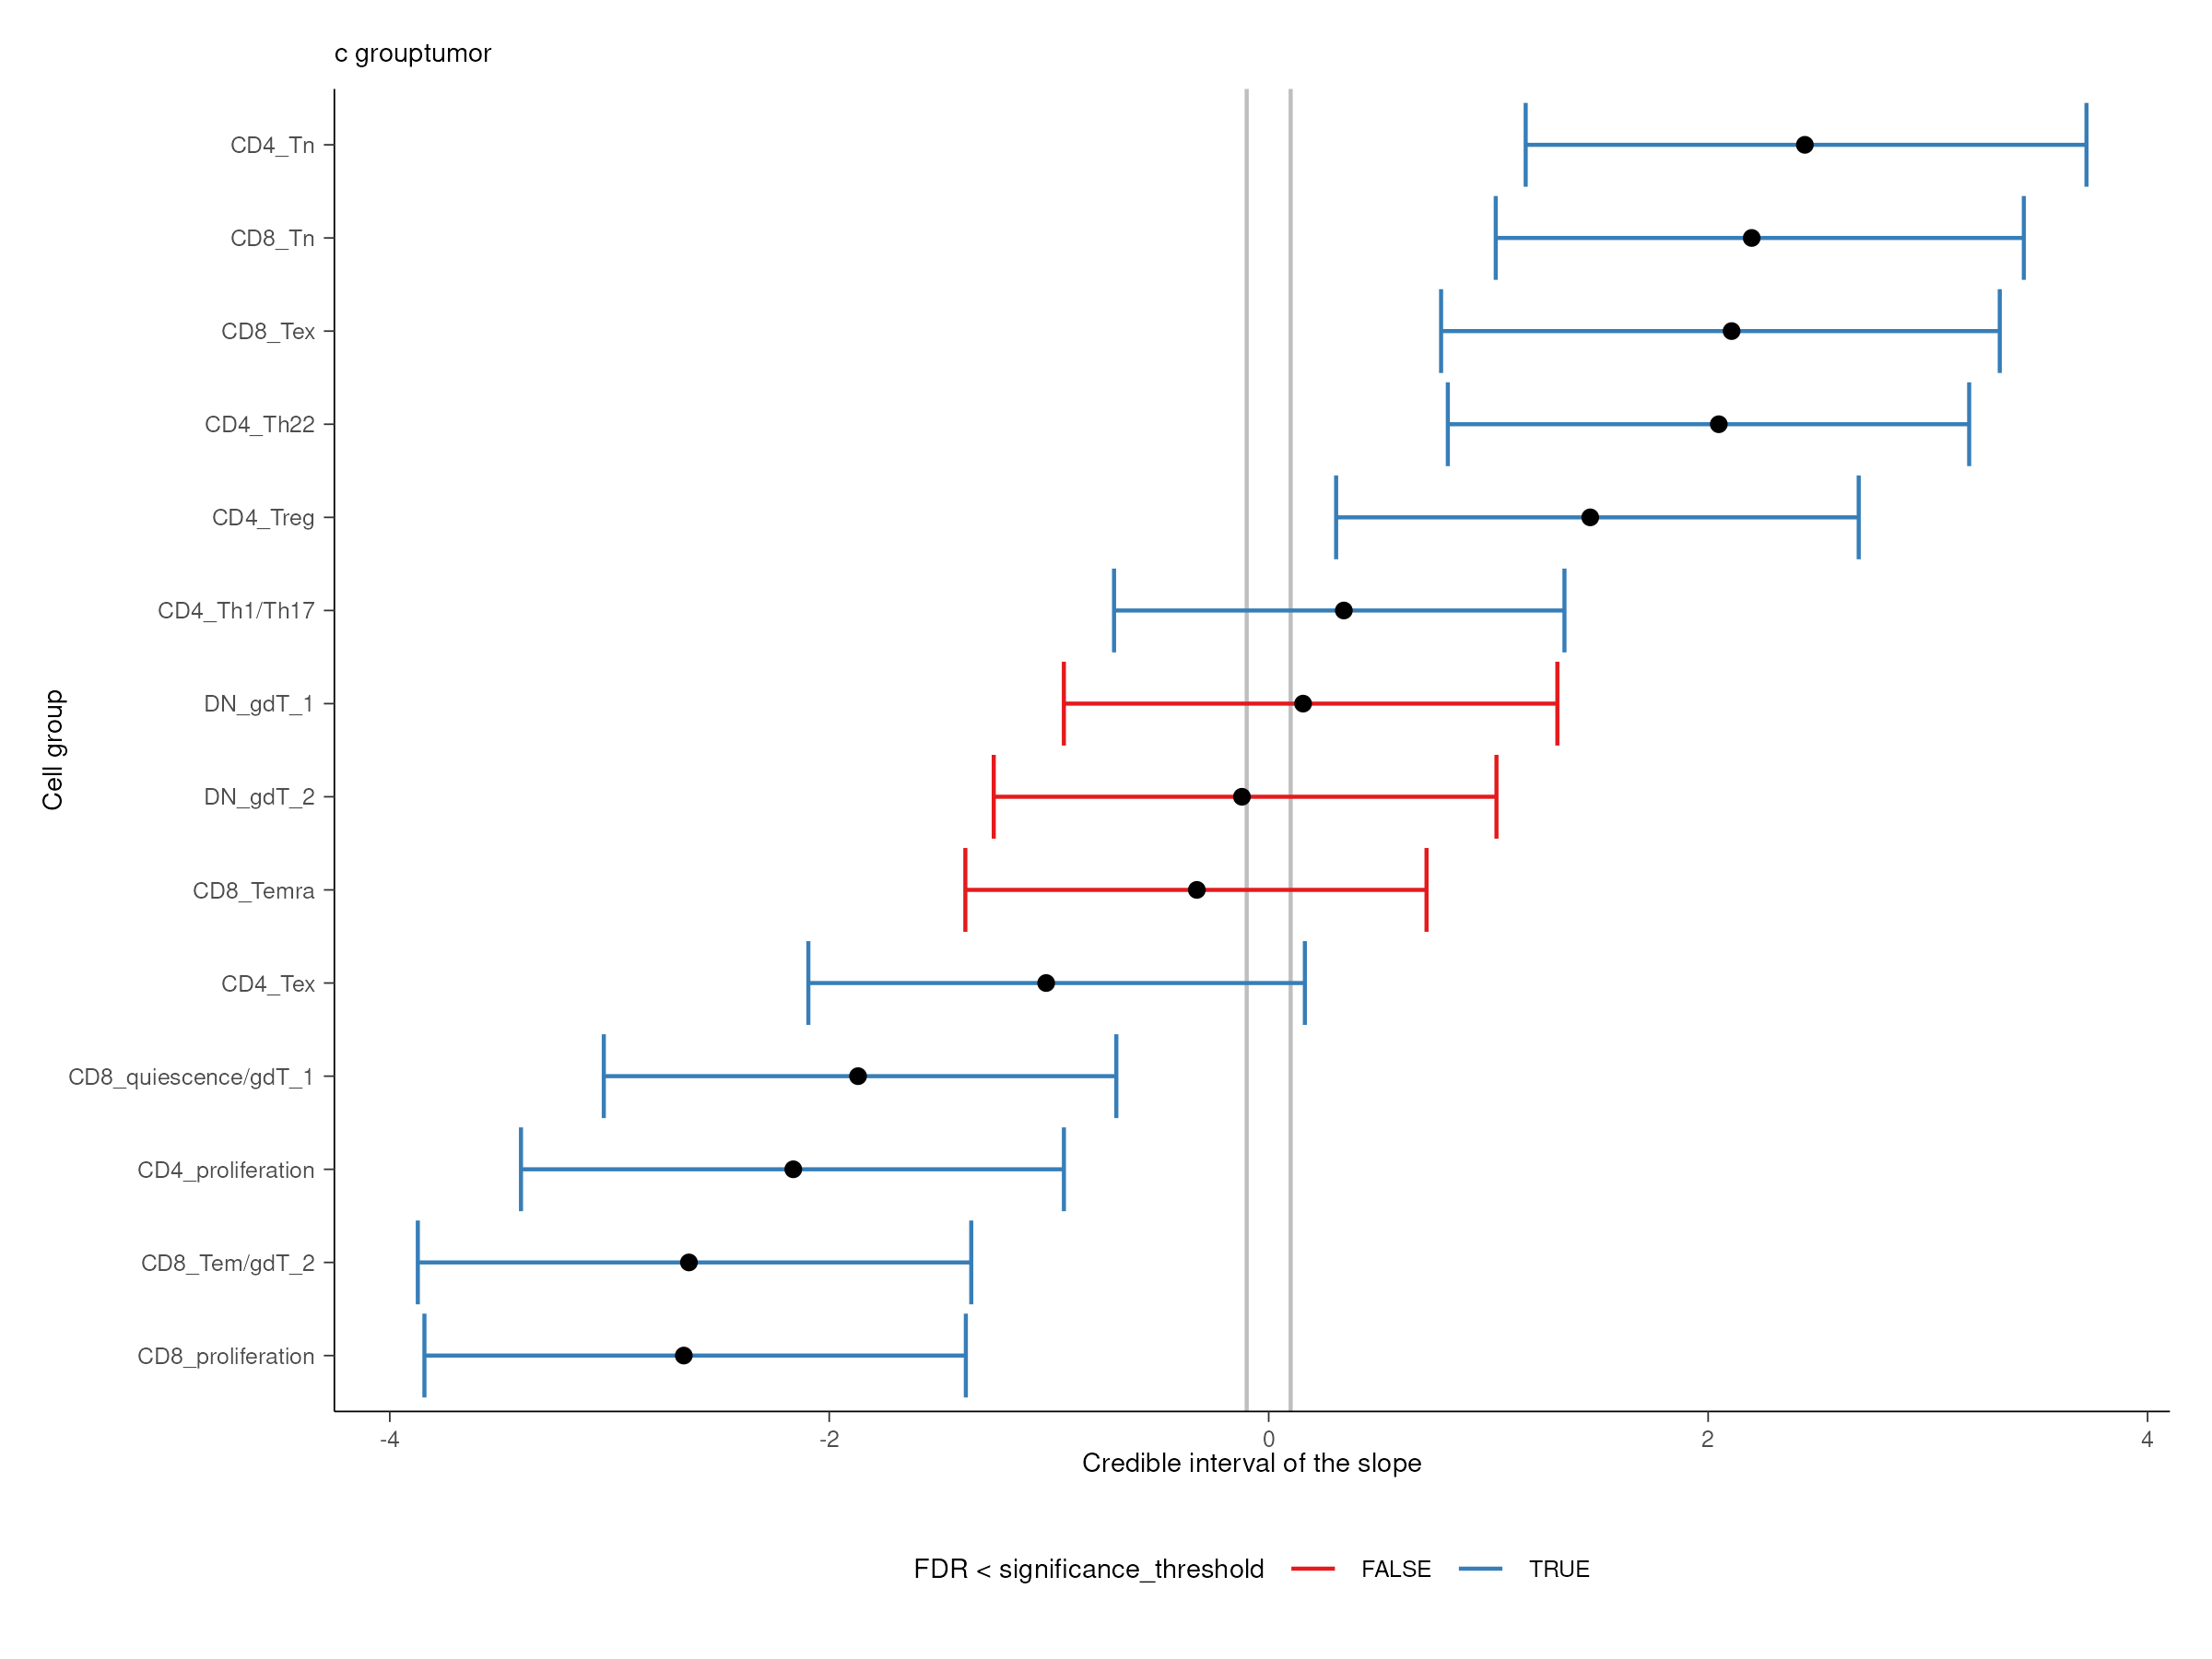 c grouptumor
CD4_Tn
CD8_Tn
CD8_Tex
CD4_Th22
CD4_Treg
CD4_Th1/Th17
DN_gdT_1
DN_gdT_2
CD8_Temra
CD4_Tex
CD8_quiescence/gdT_1
CD4_proliferation
CD8_Tem/gdT_2
CD8_proliferation
Cell group
-4 -2 0 2 4
Credible interval of the slope
FDR < significance_threshold FALSE TRUE